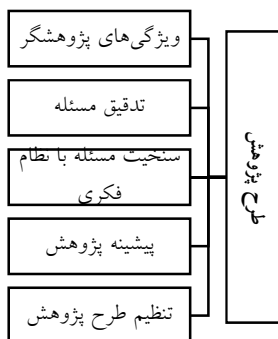 طرح پژوهش
ویژگی‌های پژوهشگر
تدقیق مسئله
سنخیت مسئله با نظام
فکری
پیشینه پژوهش
تنظیم طرح پژوهش